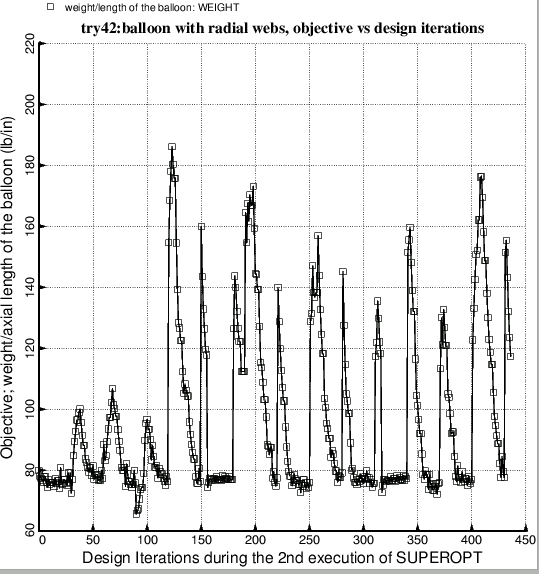 weight/length of the balloon: WEIGHT
try42:balloon with radial webs, objective vs design iterations
Objective; weight/axial length of the balloon (lb/in)
220
200
180
160
140
120
100
80
60
0 50 100 150 200 250 300 350 400 450
Design Iterations during the 2nd execution of SUPEROPT